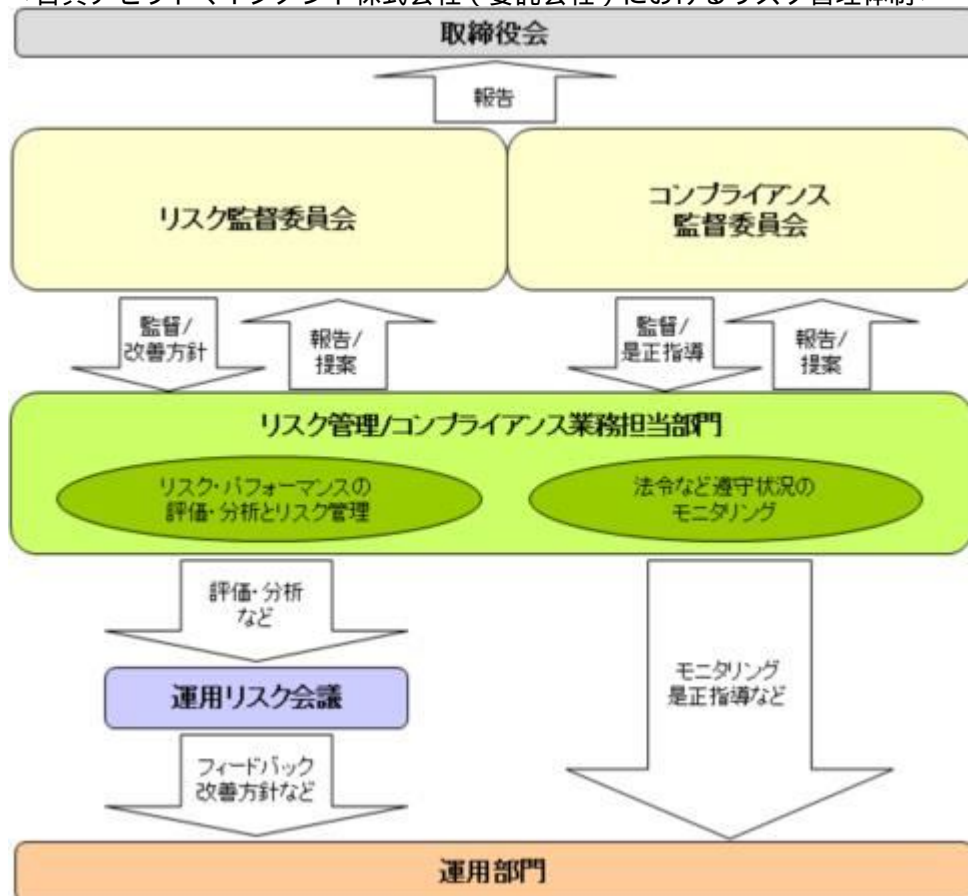 取締役会
報告
リスク監督委員会
コンプライアンス
監督委員会
監督/
改善方針
報告/
提案
監督/
是正指導
報告/
提案
リスク管理/コンプライアンス業務担当部門
リスク・パフォーマンスの
評価・分析とリスク管理
法令など遵守状況の
モニタリング
評価・分析
など
運用リスク会議
モニタリング
是正指導など
フィードバック
改善方針など
運用部門